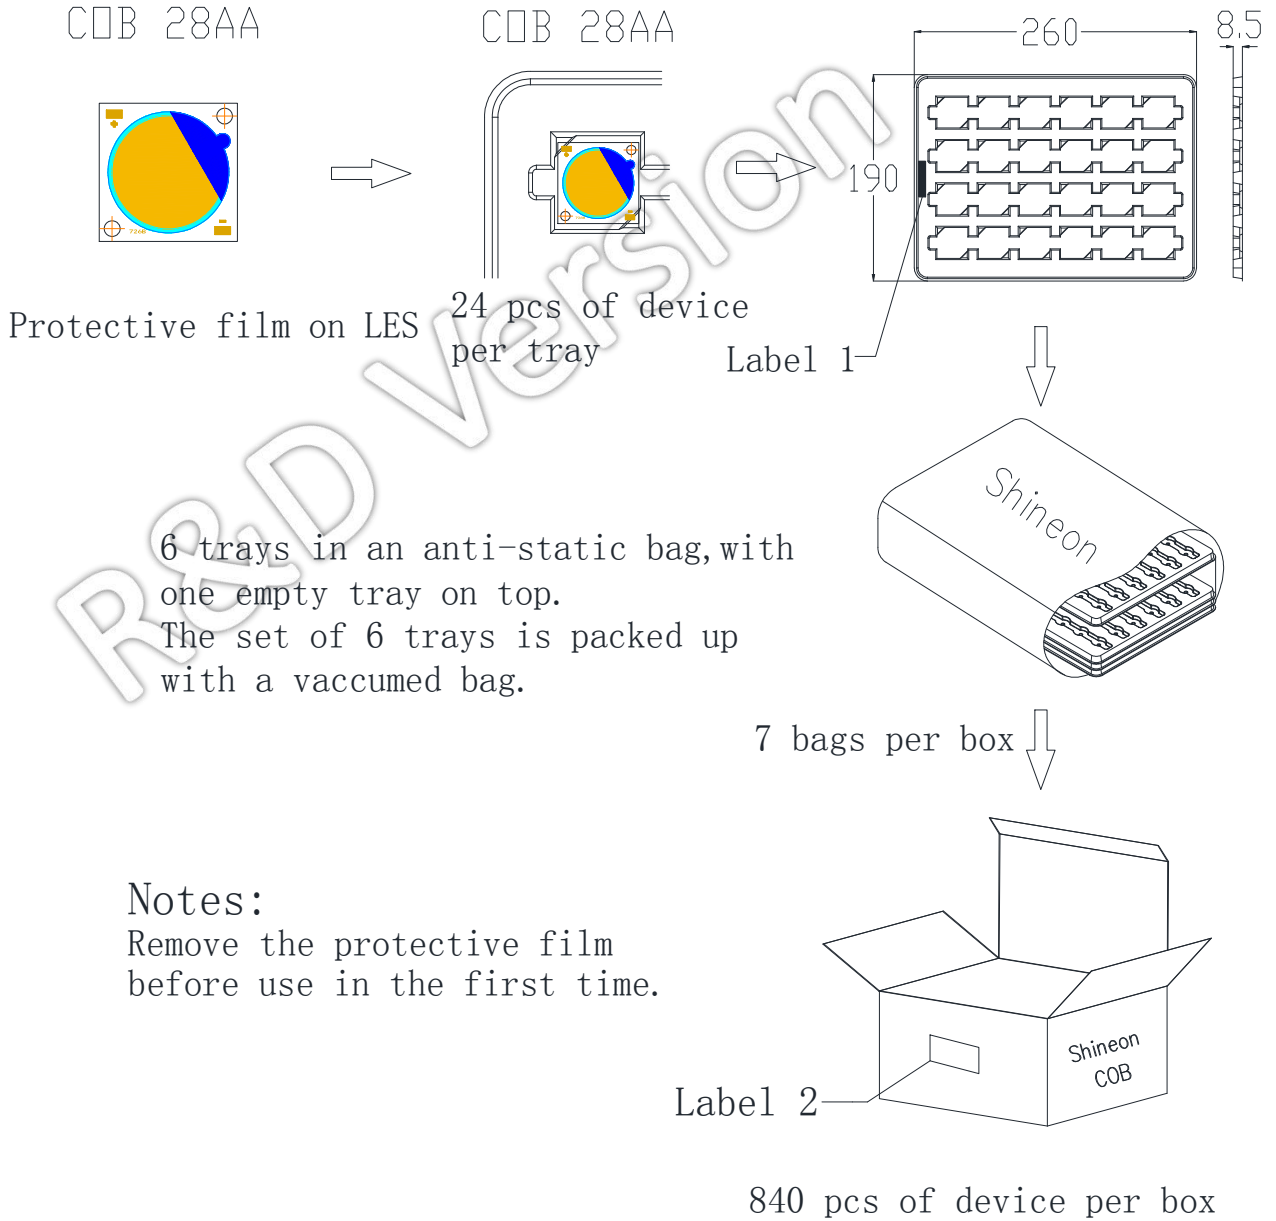 COB 28AA
COB 28AA
260
8.5
190
72oH
Protective film on LES
24 pcs of device
per tray
Label 1
Shineon
6 trays in an anti-static bag, with
one empty tray on top.
The set of 6 trays is packed up
with a vaccumed bag.
7 bags per box
Notes:
Remove the protective film
before use in the first time.
Shineon
COB
Label 2
840 pcs of device per box
R&D Version